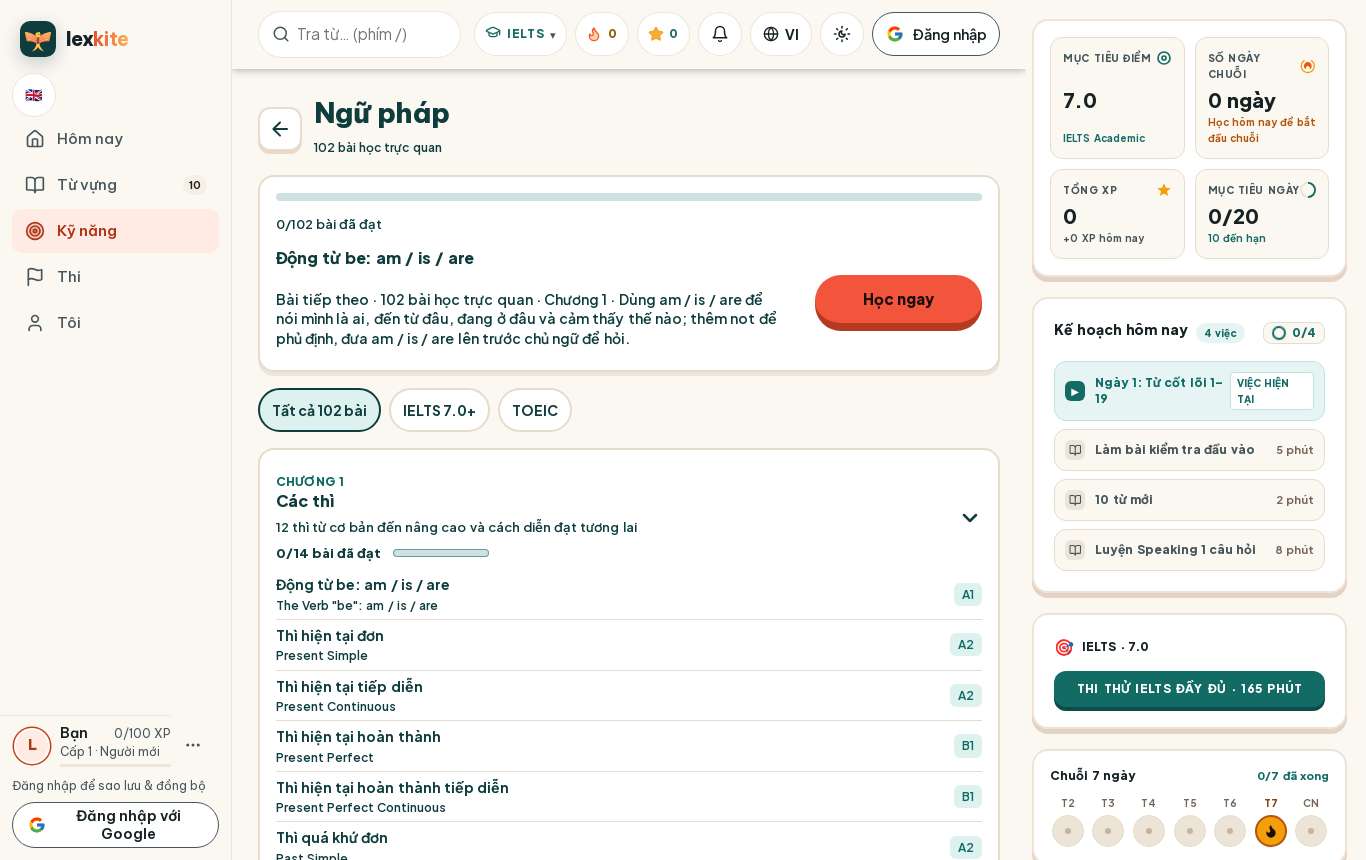 lexkite
Hôm nay
Từ vựng 10
Kỹ năng
Thi
Tôi
L
Bạn 0/100 XP
Cấp 1 · Người mới
Đăng nhập để sao lưu & đồng bộ
Đăng nhập với
Google
Từ… (phím /)
IELTS ▾
0
0
VI
Đăng nhập
Ngữ pháp
102 bài học trực quan
0/102 bài đã đạt
Động từ be: am / is / are
Bài tiếp theo · 102 bài học trực quan · Chương 1 · Dùng am / is / are để
nói mình là ai, đến từ đâu, đang ở đâu và cảm thấy thế nào; thêm not để
phủ định, đưa am / is / are lên trước chủ ngữ để hỏi.
Học ngay
Tất cả 102 bài
IELTS 7.0+
TOEIC
CHƯƠNG 1
Các thì
12 thì từ cơ bản đến nâng cao và cách diễn đạt tương lai
0/14 bài đã đạt
Động từ be: am / is / are
The Verb "be": am / is / are
A1
Thì hiện tại đơn
Present Simple
A2
Thì hiện tại tiếp diễn
Present Continuous
A2
Thì hiện tại hoàn thành
Present Perfect
B1
Thì hiện tại hoàn thành tiếp diễn
Present Perfect Continuous
B1
Thì quá khứ đơn
Past Simple
A2
MỤC TIÊU ĐIỂM
7.0
IELTS Academic
SỐ NGÀY
CHUỖI
0 ngày
Học hôm nay để bắt
đầu chuỗi
TỔNG XP
0
+0 XP hôm nay
MỤC TIÊU NGÀY
0/20
10 đến hạn
Kế hoạch hôm nay 4 việc 0/4
Ngày 1: Từ cốt lõi 1–
19
VIỆC HIỆN
TẠI
Làm bài kiểm tra đầu vào 5 phút
10 từ mới 2 phút
Luyện Speaking 1 câu hỏi 8 phút
IELTS · 7.0
THI THỬ IELTS ĐẦY ĐỦ · 165 PHÚT
Chuỗi 7 ngày 0/7 đã xong
T2 T3 T4 T5 T6 T7 CN